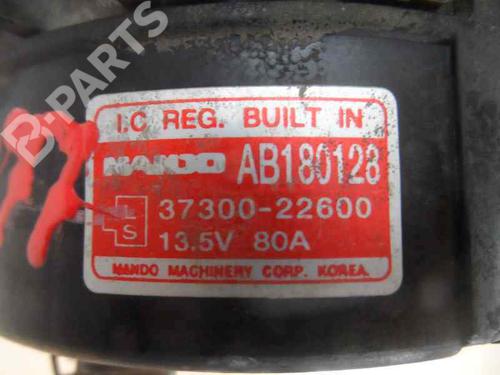 B-PARTS
I.C REG. BUILT IN
MANDO AB180128
L
S
37300-22600
13.5V 80A
MANDO MACHINERY CORP. KOREA.